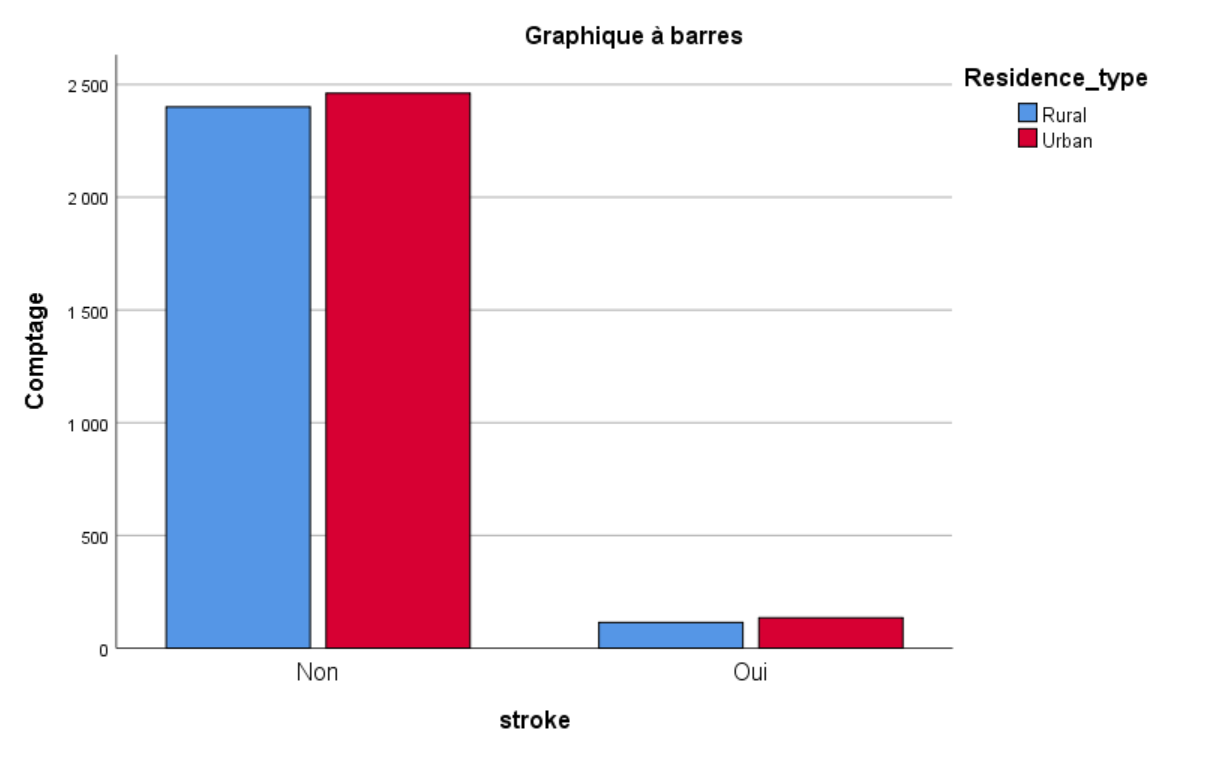 Graphique à barres
Residence_type
Rural
Urban
Comptage
2 500
2 000
1 500
1 000
500
0
Non
Oui
stroke